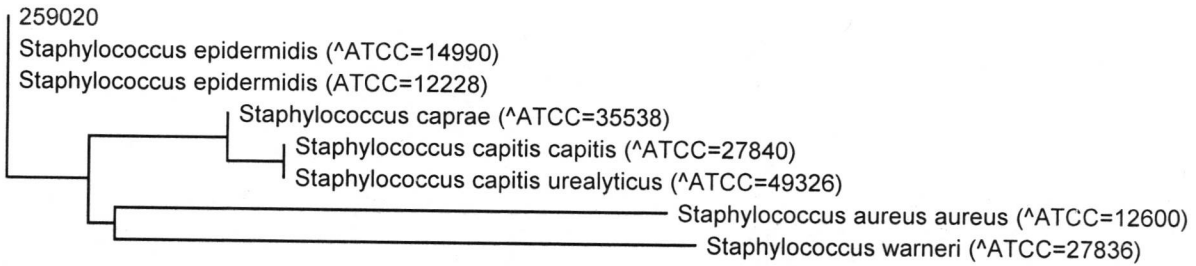 259020
Staphylococcus epidermidis (^ATCC=14990)
Staphylococcus epidermidis (ATCC=12228)
Staphylococcus caprae (^ATCC=35538)
Staphylococcus capitis capitis (^ATCC=27840)
Staphylococcus capitis urealyticus (^ATCC=49326)
Staphylococcus aureus aureus (^ATCC=12600)
Staphylococcus warneri (^ATCC=27836)